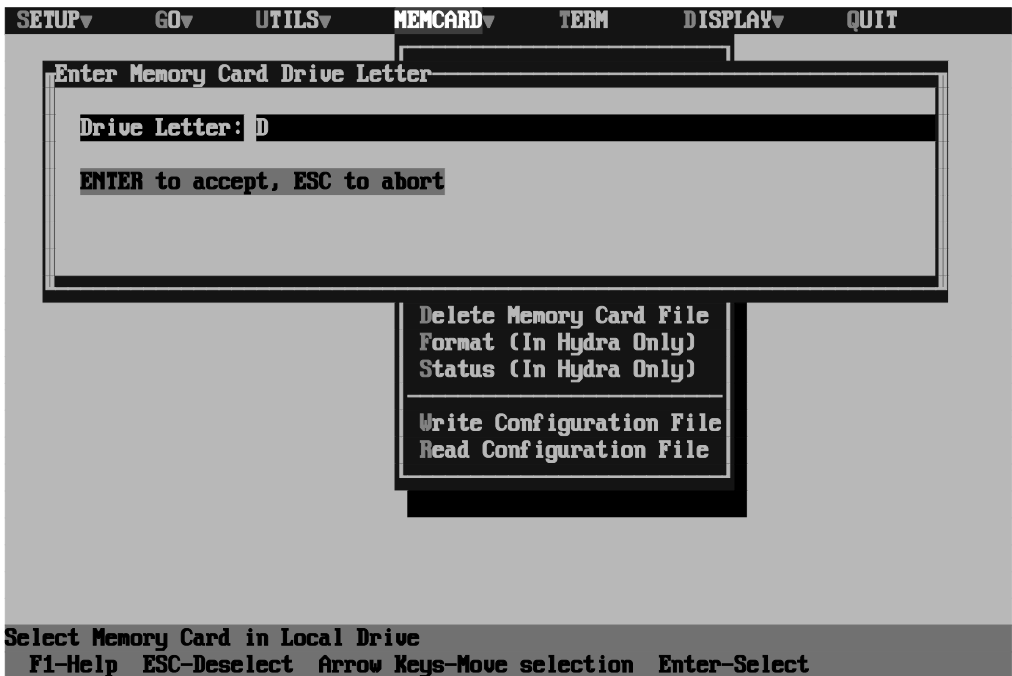 SETUP▼ GO▼ UTILS▼ MEMCARD▼ TERM DISPLAY▼ QUIT
Enter Memory Card Drive Letter
Drive Letter: D
ENTER to accept, ESC to abort
Delete Memory Card File
Format (In Hydra Only)
Status (In Hydra Only)
Write Configuration File
Read Configuration File
Select Memory Card in Local Drive
F1-Help ESC-Deselect Arrow Keys-Move selection Enter-Select